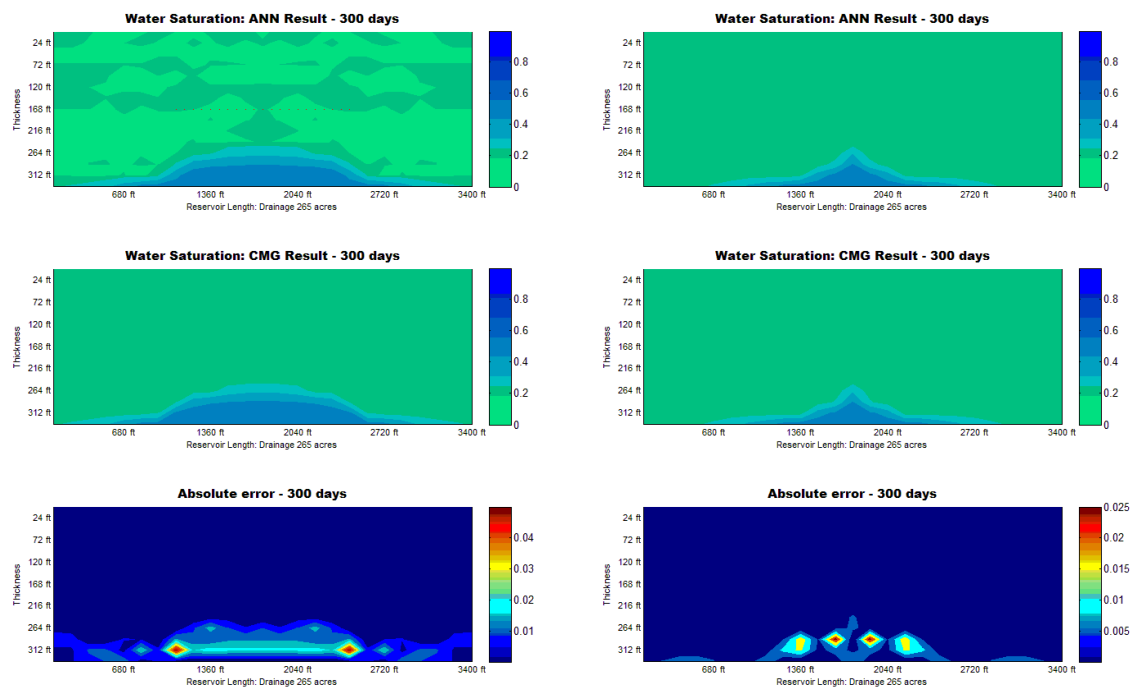 Water Saturation: ANN Result - 300 days
24 ft
72 ft
120 ft
168 ft
216 ft
264 ft
312 ft
Thickness
680 ft 1360 ft 2040 ft 2720 ft 3400 ft
Reservoir Length: Drainage 265 acres
0.8
0.6
0.4
0.2
0
Water Saturation: ANN Result - 300 days
24 ft
72 ft
120 ft
168 ft
216 ft
264 ft
312 ft
Thickness
680 ft 1360 ft 2040 ft 2720 ft 3400 ft
Reservoir Length: Drainage 265 acres
0.8
0.6
0.4
0.2
0
Water Saturation: CMG Result - 300 days
24 ft
72 ft
120 ft
168 ft
216 ft
264 ft
312 ft
Thickness
680 ft 1360 ft 2040 ft 2720 ft 3400 ft
Reservoir Length: Drainage 265 acres
0.8
0.6
0.4
0.2
0
Water Saturation: CMG Result - 300 days
24 ft
72 ft
120 ft
168 ft
216 ft
264 ft
312 ft
Thickness
680 ft 1360 ft 2040 ft 2720 ft 3400 ft
Reservoir Length: Drainage 265 acres
0.8
0.6
0.4
0.2
0
Absolute error - 300 days
24 ft
72 ft
120 ft
168 ft
216 ft
264 ft
312 ft
Thickness
680 ft 1360 ft 2040 ft 2720 ft 3400 ft
Reservoir Length: Drainage 265 acres
0.04
0.03
0.02
0.01
Absolute error - 300 days
24 ft
72 ft
120 ft
168 ft
216 ft
264 ft
312 ft
Thickness
680 ft 1360 ft 2040 ft 2720 ft 3400 ft
Reservoir Length: Drainage 265 acres
0.025
0.02
0.015
0.01
0.005